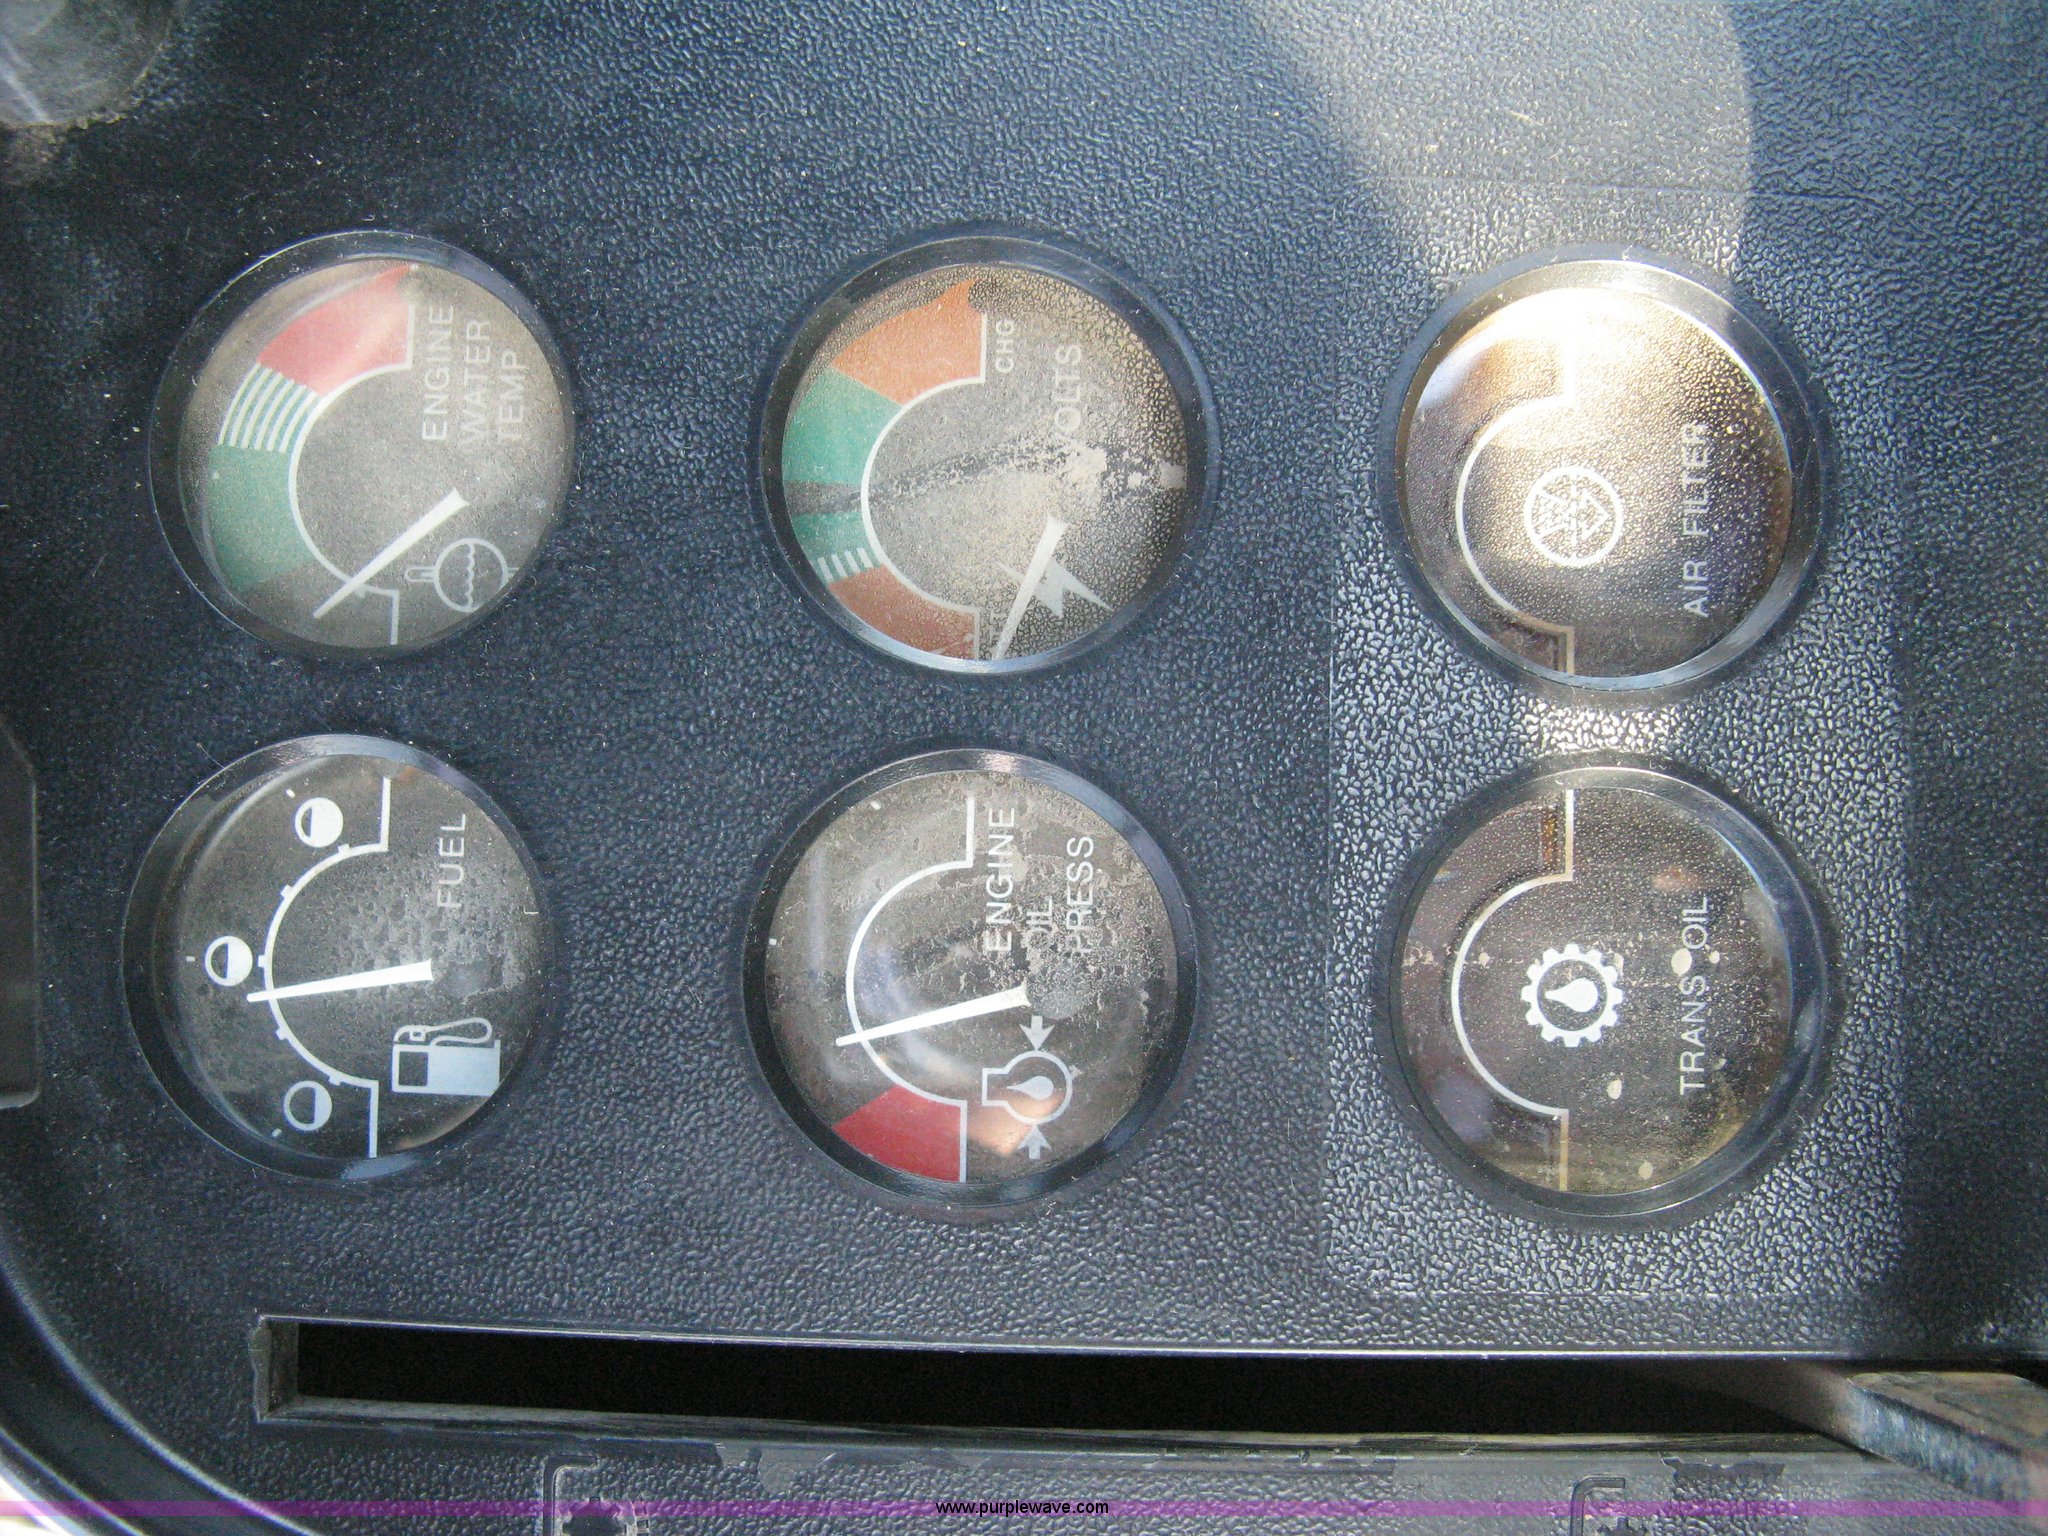 ENGINE
WATER
TEMP
CHG
VOLTS
AIR FILTER
FUEL
ENGINE
OIL
PRESS
TRANS OIL
www.purplewave.com